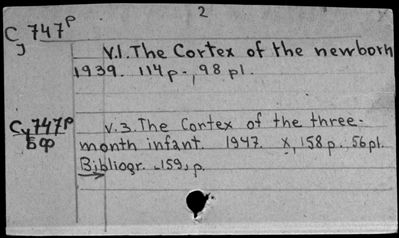 2
C 747ᵖ
J
V.1. The Cortex of the newborn
1939. 114 p., 98 pl.
Cy 747ᵖ
БФ
V.3. The Cortex of the three-
month infant. 1947. X, 158 p. 56 pl.
Bibliogr. ˪159˼ p.